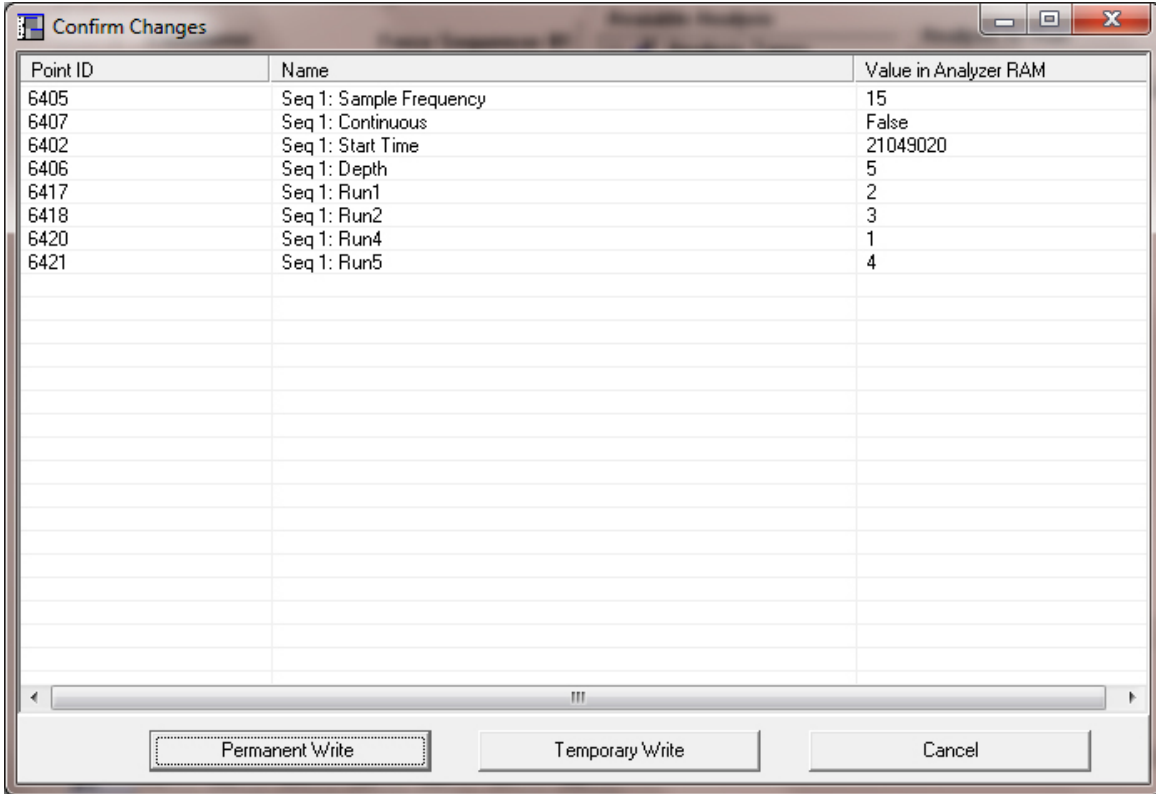 Confirm Changes
Point ID Name Value in Analyzer RAM
6405 Seq 1: Sample Frequency 15
6407 Seq 1: Continuous False
6402 Seq 1: Start Time 21049020
6406 Seq 1: Depth 5
6417 Seq 1: Run1 2
6418 Seq 1: Run2 3
6420 Seq 1: Run4 1
6421 Seq 1: Run5 4
Permanent Write Temporary Write Cancel